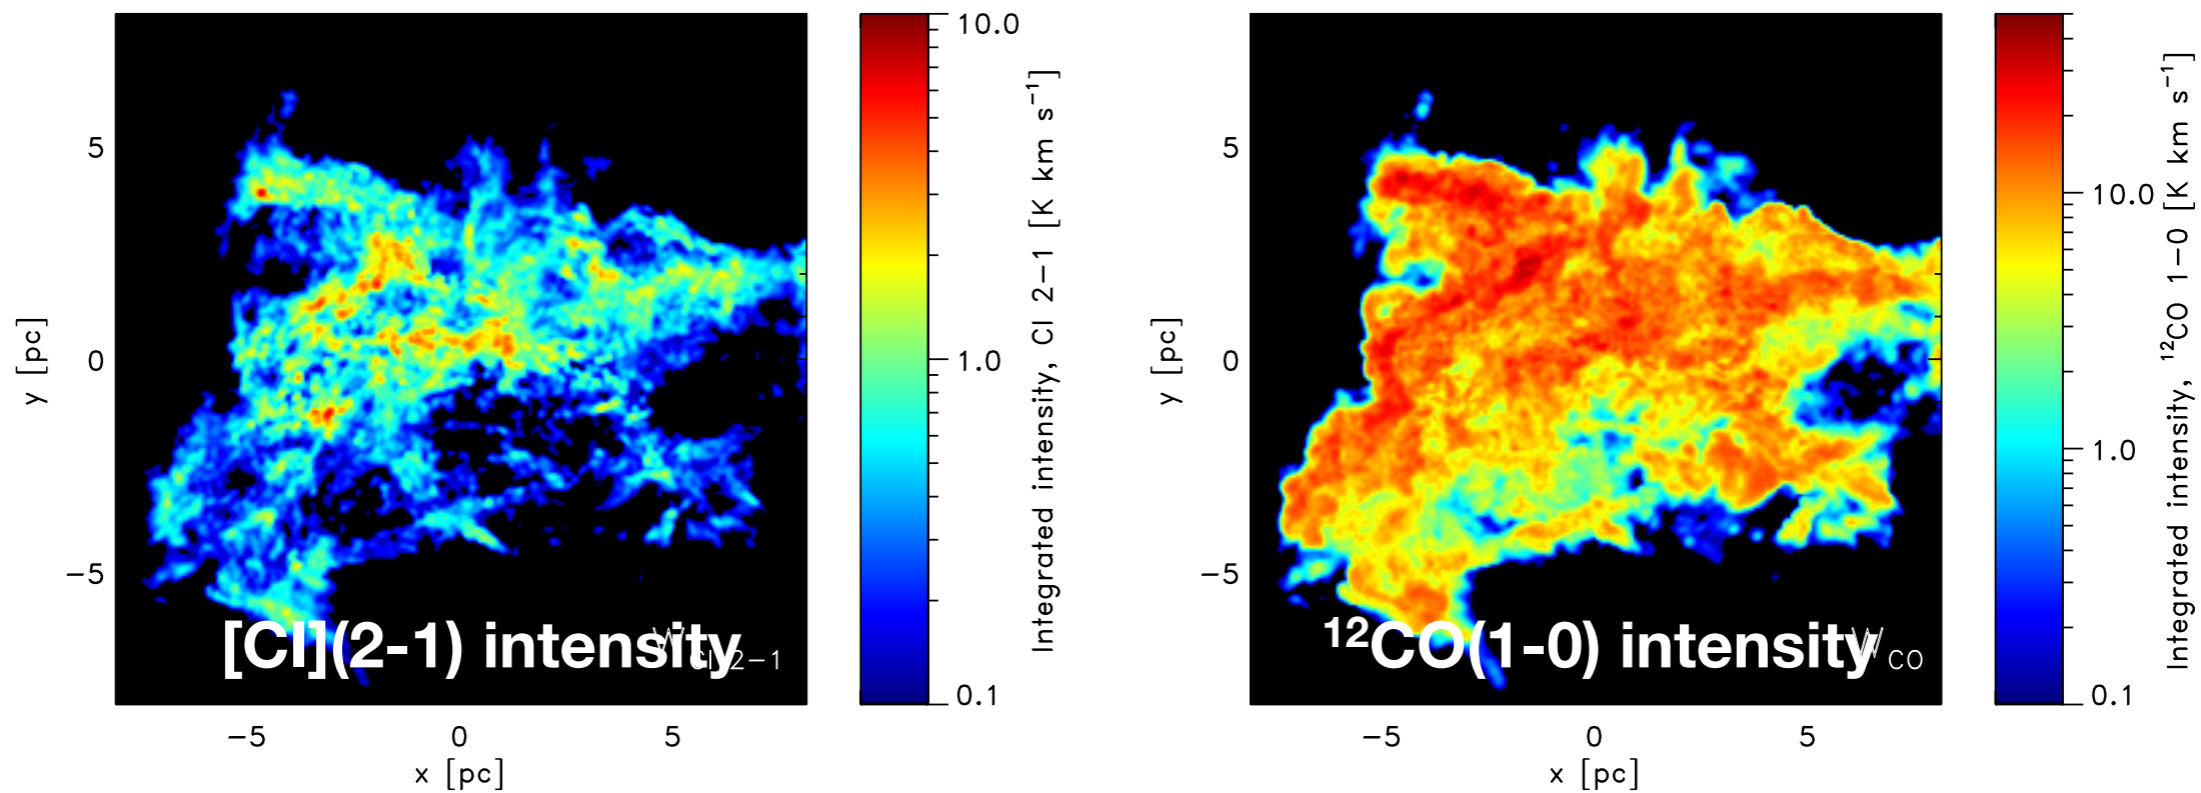 10.0
1.0
0.1
Integrated intensity, CI 2−1 [K km s⁻¹]
5
0
−5
y [pc]
[CI](2-1) intensity
W CI 2−1
−5 0 5
x [pc]
10.0
1.0
0.1
Integrated intensity, ¹²CO 1−0 [K km s⁻¹]
5
0
−5
y [pc]
¹²CO(1-0) intensity
W CO
−5 0 5
x [pc]